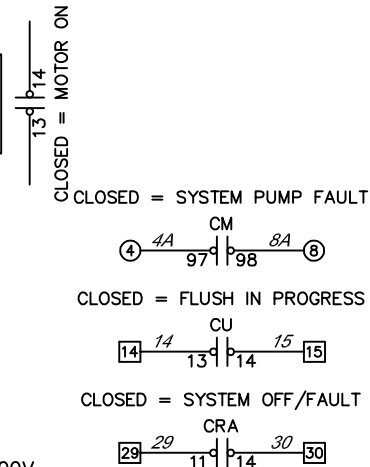 14
13
CLOSED = MOTOR ON
CLOSED = SYSTEM PUMP FAULT
CM
4 4A 97 98 8A 8
CLOSED = FLUSH IN PROGRESS
CU
14 14 13 14 15 15
CLOSED = SYSTEM OFF/FAULT
CRA
29 29 11 14 30 30